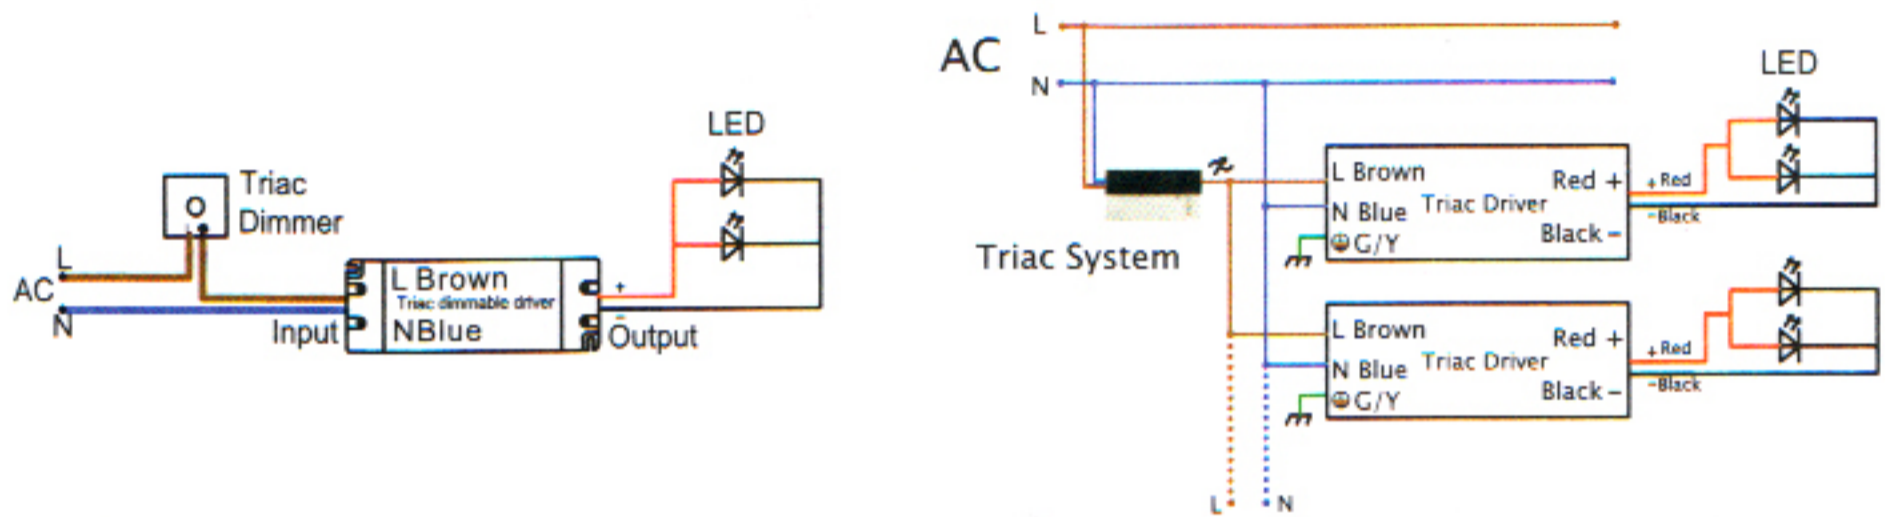 LED
Triac
Dimmer
L
AC
N
Input
L Brown
Triac dimmable driver
NBlue
+
-
Output
L
AC
N
Triac System
LED
L Brown
N Blue
G/Y
Triac Driver
Red +
Black -
+ Red
-Black
L Brown
N Blue
G/Y
Triac Driver
Red +
Black -
+ Red
-Black
L
N